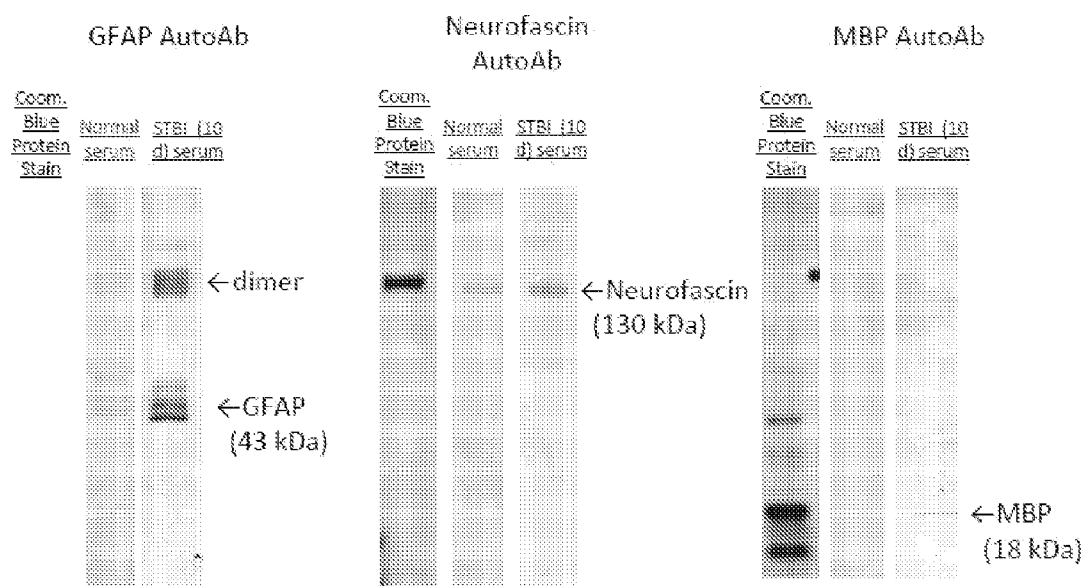 GFAP AutoAb
Coom.
Blue
Protein
Stain
Normal
serum
STBI (10
d) serum
←dimer
←GFAP
(43 kDa)
Neurofascin
AutoAb
Coom.
Blue
Protein
Stain
Normal
serum
STBI (10
d) serum
←Neurofascin
(130 kDa)
MBP AutoAb
Coom.
Blue
Protein
Stain
Normal
serum
STBI (10
d) serum
←MBP
(18 kDa)